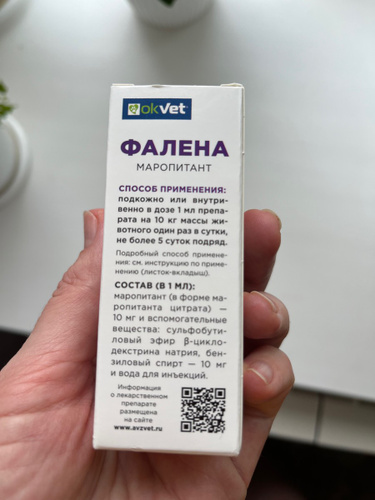 okvet
ФАЛЕНА
МАРОПИТАНТ
СПОСОБ ПРИМЕНЕНИЯ:
подкожно или внутри-
венно в дозе 1 мл препа-
рата на 10 кг массы жи-
вотного один раз в сутки,
не более 5 суток подряд.
Подробный способ примене-
ния: см. инструкцию по приме-
нению (листок-вкладыш).
СОСТАВ (В 1 МЛ):
маропитант (в форме ма-
ропитанта цитрата) —
10 мг и вспомогательные
вещества: сульфобути-
ловый эфир β-цикло-
декстрина натрия, бен-
зиловый спирт — 10 мг
и вода для инъекций.
Информация
о лекарственном
препарате
размещена
на сайте
www.avzvet.ru